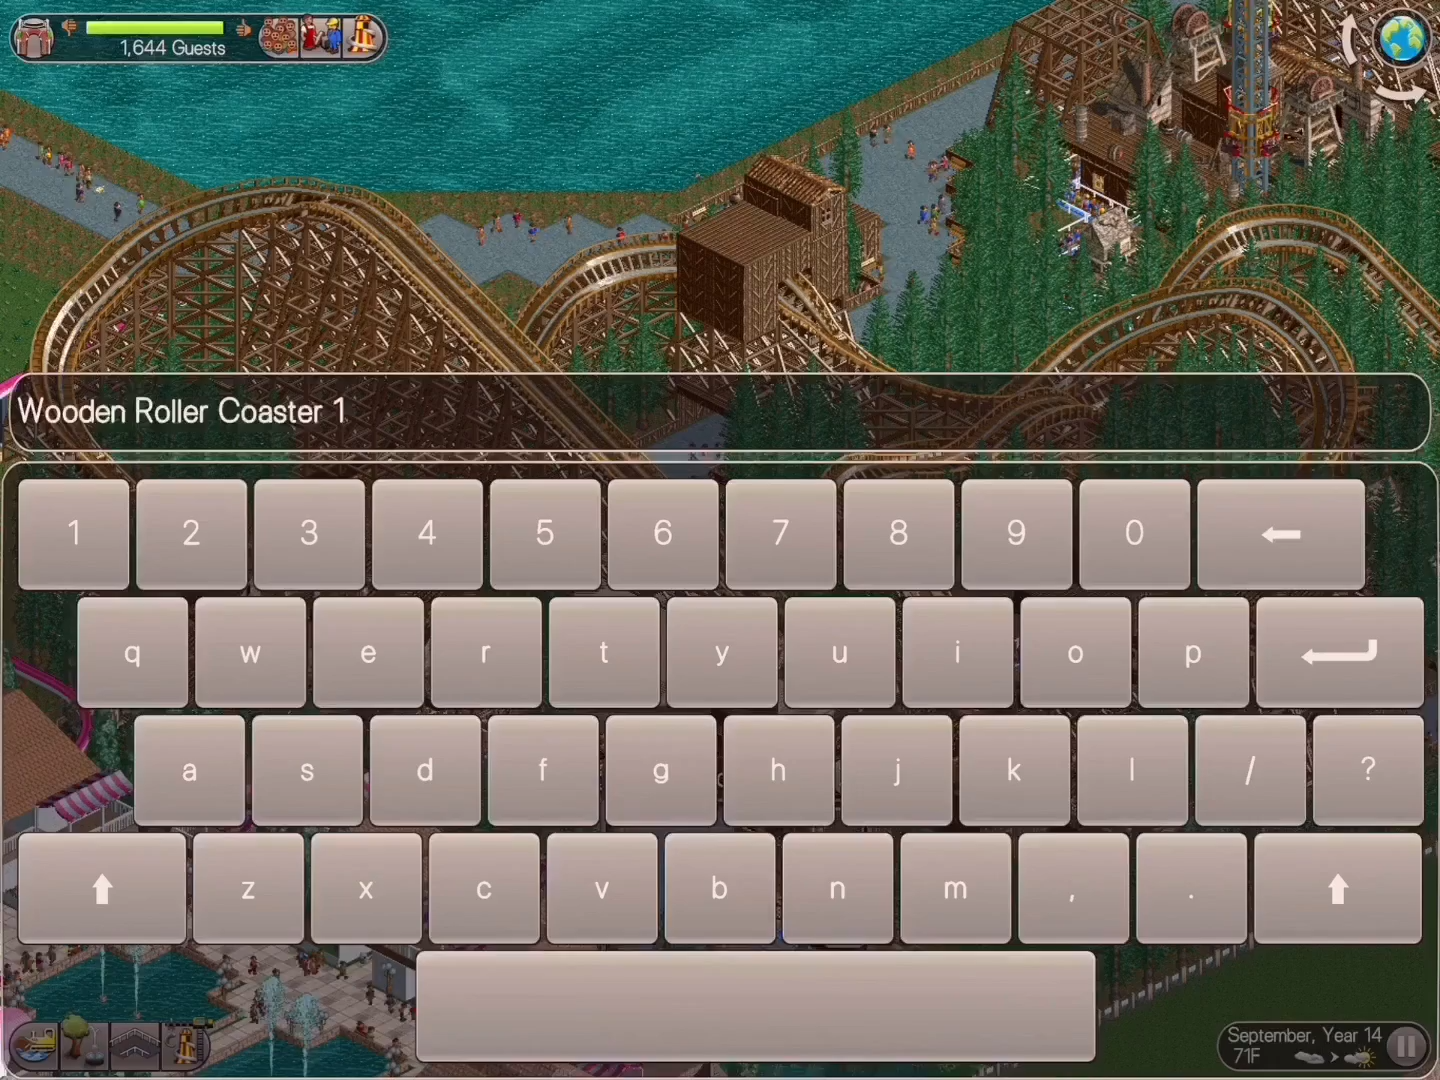 1,644 Guests
Wooden Roller Coaster 1
1 2 3 4 5 6 7 8 9 0
q w e r t y u i o p
a s d f g h j k l / ?
z x c v b n m , .
September, Year 14
71F